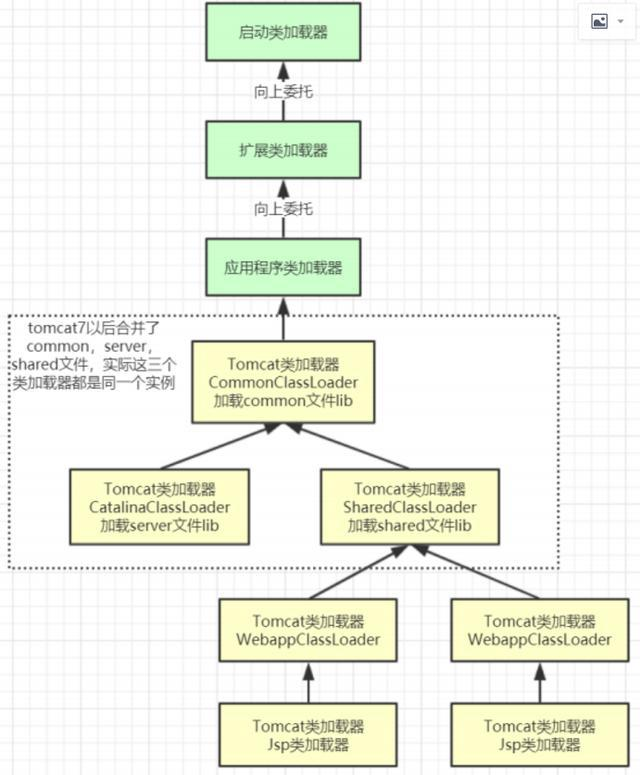 启动类加载器
向上委托
扩展类加载器
向上委托
应用程序类加载器
tomcat7以后合并了
common，server，
shared文件，实际这三个
类加载器都是同一个实例
Tomcat类加载器
CommonClassLoader
加载common文件lib
Tomcat类加载器
CatalinaClassLoader
加载server文件lib
Tomcat类加载器
SharedClassLoader
加载shared文件lib
Tomcat类加载器
WebappClassLoader
Tomcat类加载器
WebappClassLoader
Tomcat类加载器
Jsp类加载器
Tomcat类加载器
Jsp类加载器